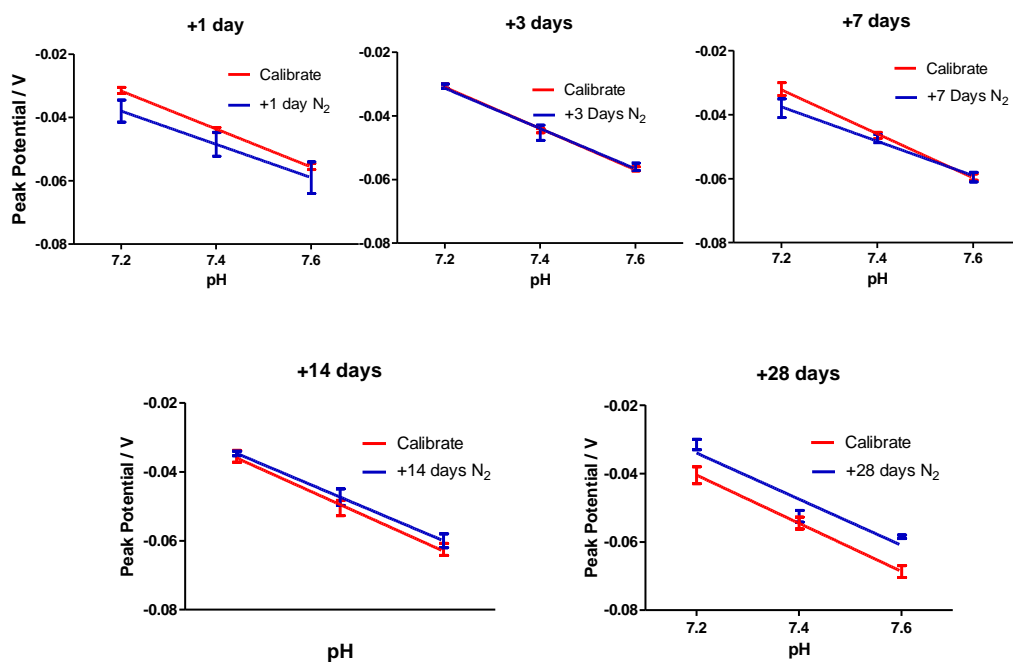 +1 day
-0.02
-0.04
-0.06
-0.08
Peak Potential / V
Calibrate
+1 day N₂
7.2 7.4 7.6
pH
+3 days
-0.02
-0.04
-0.06
-0.08
Calibrate
+3 Days N₂
7.2 7.4 7.6
pH
+7 days
-0.02
-0.04
-0.06
-0.08
Calibrate
+7 Days N₂
7.2 7.4 7.6
pH
+14 days
-0.02
-0.04
-0.06
-0.08
Peak Potential / V
Calibrate
+14 days N₂
pH
+28 days
-0.02
-0.04
-0.06
-0.08
Peak Potential / V
Calibrate
+28 days N₂
7.2 7.4 7.6
pH